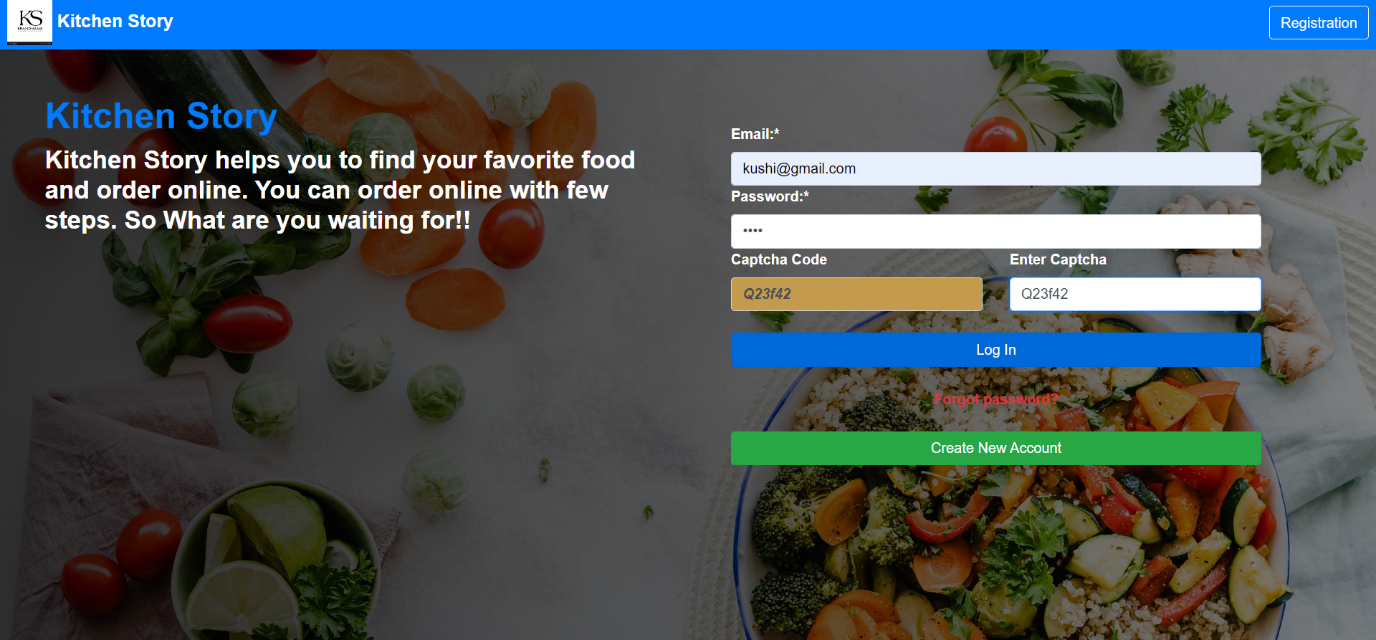 KS
Kitchen Story
Registration
Kitchen Story
Kitchen Story helps you to find your favorite food
and order online. You can order online with few
steps. So What are you waiting for!!
Email:*
kushi@gmail.com
Password:*
••••
Captcha Code
Enter Captcha
Q23f42
Q23f42
Log In
Forgot password?
Create New Account